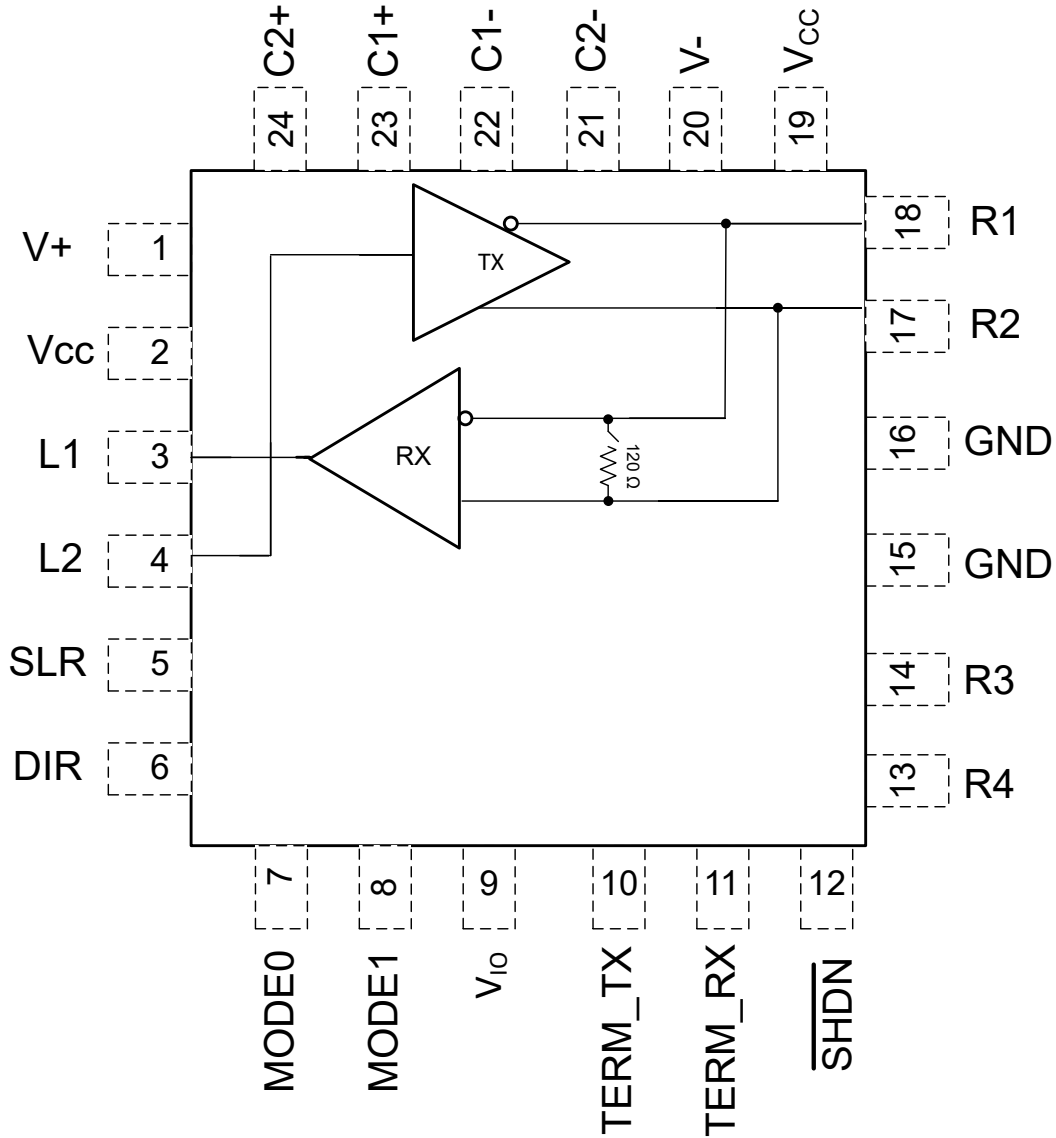 C2+
C1+
C1-
C2-
V-
VCC
24
23
22
21
20
19
V+
1
Vcc
2
L1
3
L2
4
SLR
5
DIR
6
TX
RX
120 Ω
18
R1
17
R2
16
GND
15
GND
14
R3
13
R4
7
8
9
10
11
12
MODE0
MODE1
VIO
TERM_TX
TERM_RX
SHDN